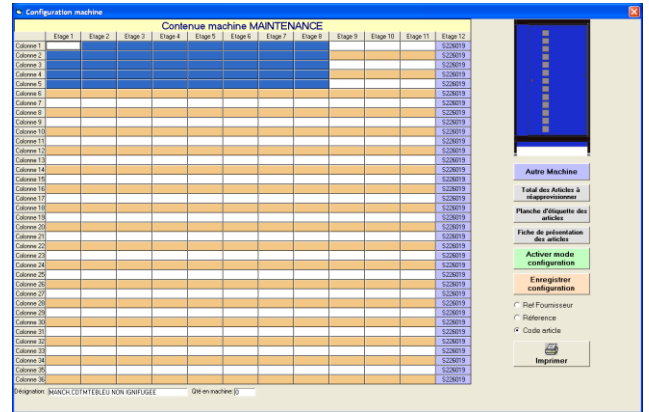 Configuration machine
Contenue machine MAINTENANCE
Etage 1 Etage 2 Etage 3 Etage 4 Etage 5 Etage 6 Etage 7 Etage 8 Etage 9 Etage 10 Etage 11 Etage 12
Colonne 1 S226019
Colonne 2 S226019
Colonne 3 S226019
Colonne 4 S226019
Colonne 5 S226019
Colonne 6 S226019
Colonne 7 S226019
Colonne 8 S226019
Colonne 9 S226019
Colonne 10 S226019
Colonne 11 S226019
Colonne 12 S226019
Colonne 13 S226019
Colonne 14 S226019
Colonne 15 S226019
Colonne 16 S226019
Colonne 17 S226019
Colonne 18 S226019
Colonne 19 S226019
Colonne 20 S226019
Colonne 21 S226019
Colonne 22 S226019
Colonne 23 S226019
Colonne 24 S226019
Colonne 25 S226019
Colonne 26 S226019
Colonne 27 S226019
Colonne 28 S226019
Colonne 29 S226019
Colonne 30 S226019
Colonne 31 S226019
Colonne 32 S226019
Colonne 33 S226019
Colonne 34 S226019
Colonne 35 S226019
Colonne 36 S226019
Désignation: MANCH.COTMTEBLEU NON IGNIFUGEE Qté en machine: 0
Autre Machine
Total des Articles à
réapprovisionner
Planche d'étiquette des
articles
Fiche de présentation
des articles
Activer mode
configuration
Enregistrer
configuration
Ref Fournisseur
Réference
Code article
Imprimer